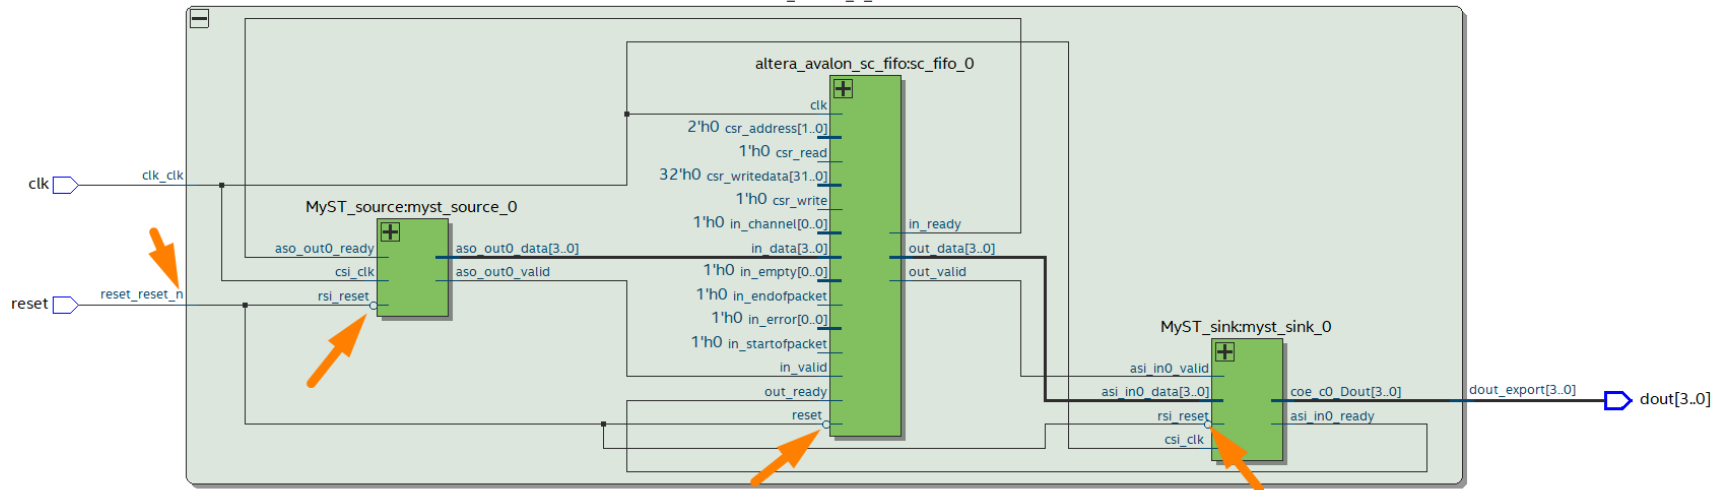 altera_avalon_sc_fifo:sc_fifo_0
clk
2'h0 csr_address[1..0]
1'h0 csr_read
clk
clk_clk
32'h0 csr_writedata[31..0]
1'h0 csr_write
MyST_source:myst_source_0
1'h0 in_channel[0..0]
in_ready
aso_out0_ready
aso_out0_data[3..0]
in_data[3..0]
out_data[3..0]
csi_clk
aso_out0_valid
1'h0 in_empty[0..0]
out_valid
reset
reset_reset_n
rsi_reset
1'h0 in_endofpacket
1'h0 in_error[0..0]
MyST_sink:myst_sink_0
1'h0 in_startofpacket
in_valid
asi_in0_valid
out_ready
asi_in0_data[3..0]
coe_c0_Dout[3..0]
dout_export[3..0]
dout[3..0]
reset
rsi_reset
asi_in0_ready
csi_clk